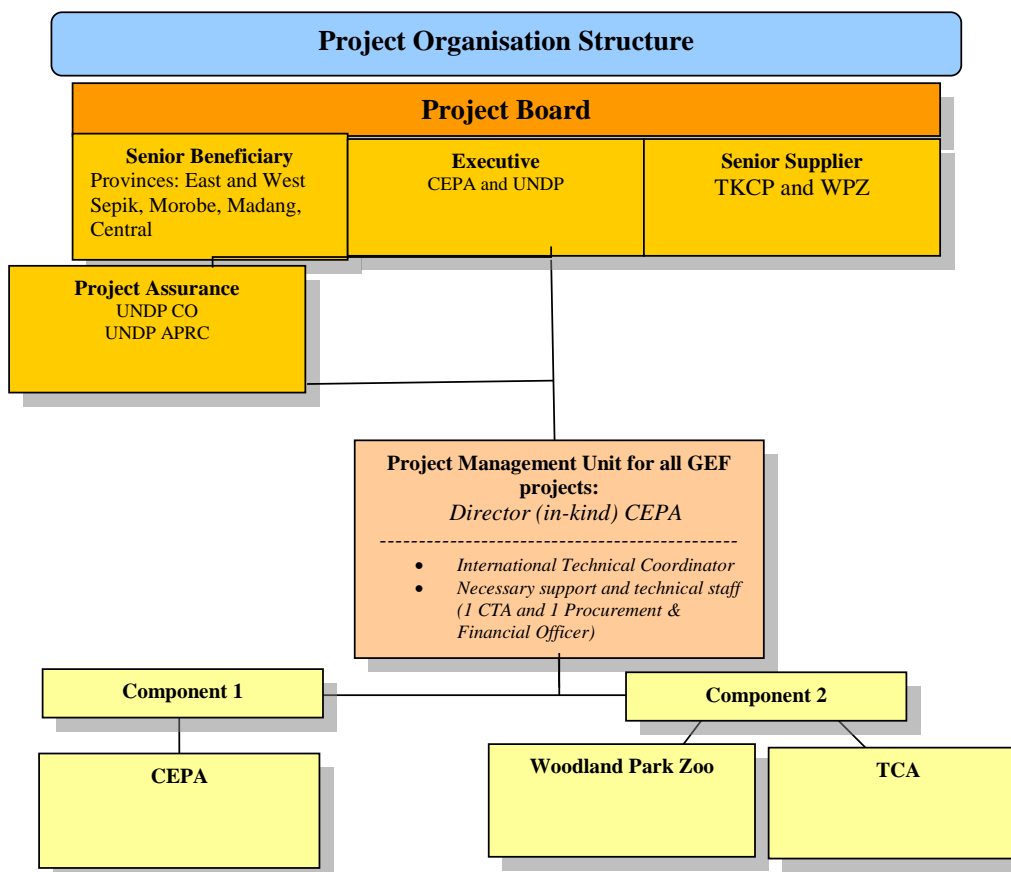 Project Organisation Structure
Project Board
Senior Beneficiary
Provinces: East and West
Sepik, Morobe, Madang,
Central
Executive
CEPA and UNDP
Senior Supplier
TKCP and WPZ
Project Assurance
UNDP CO
UNDP APRC
Project Management Unit for all GEF
projects:
Director (in-kind) CEPA
--------------------------------------------------
• International Technical Coordinator
• Necessary support and technical staff
(1 CTA and 1 Procurement &
Financial Officer)
Component 1
Component 2
CEPA
Woodland Park Zoo
TCA